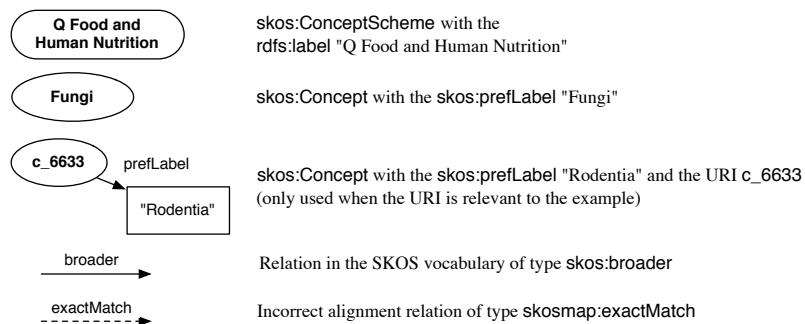 Q Food and
Human Nutrition
skos:ConceptScheme with the
rdfs:label "Q Food and Human Nutrition"
Fungi
skos:Concept with the skos:prefLabel "Fungi"
c_6633
prefLabel
"Rodentia"
skos:Concept with the skos:prefLabel "Rodentia" and the URI c_6633
(only used when the URI is relevant to the example)
broader
Relation in the SKOS vocabulary of type skos:broader
exactMatch
Incorrect alignment relation of type skosmap:exactMatch